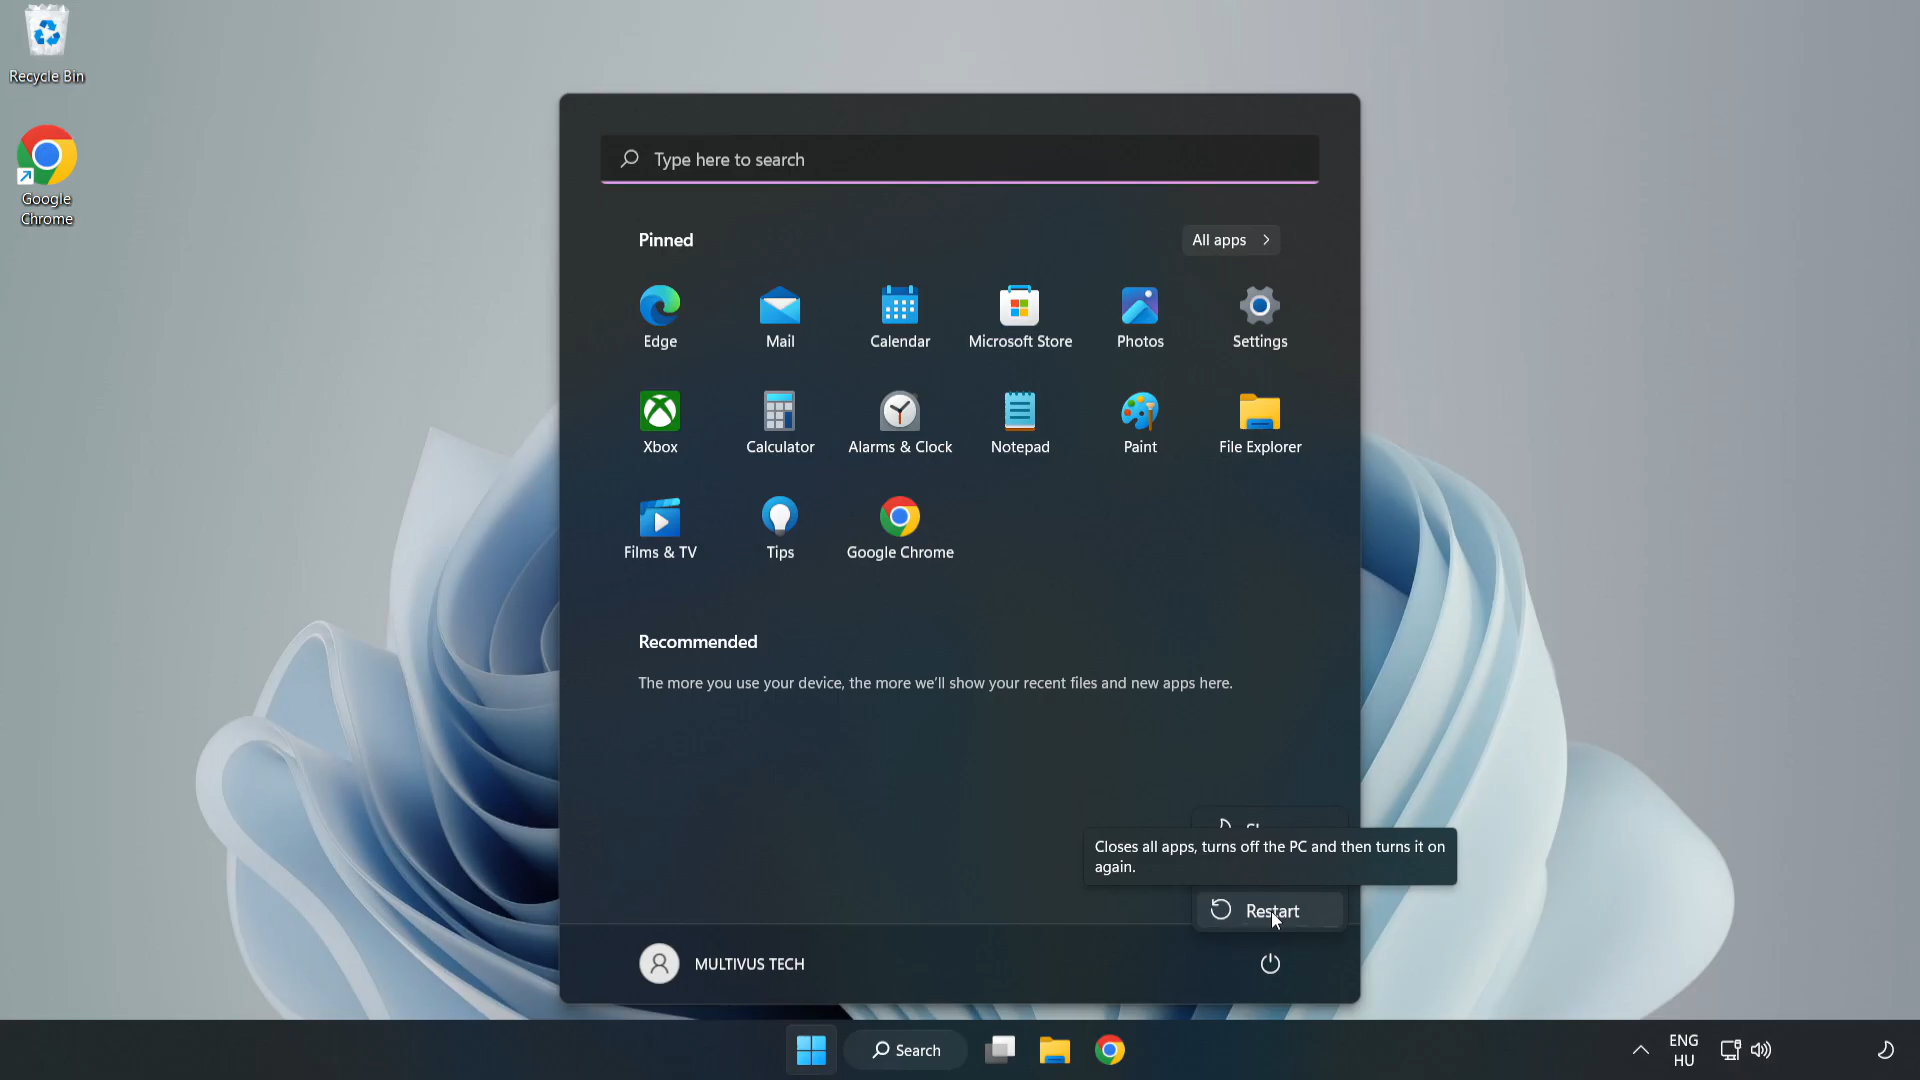 Recycle Bin
Google
Chrome
Type here to search
Pinned
All apps
Edge
Mail
Calendar
Microsoft Store
Photos
Settings
Xbox
Calculator
Alarms & Clock
Notepad
Paint
File Explorer
Films & TV
Tips
Google Chrome
Recommended
The more you use your device, the more we'll show your recent files and new apps here.
Closes all apps, turns off the PC and then turns it on
again.
Restart
MULTIVUS TECH
Search
ENG
HU